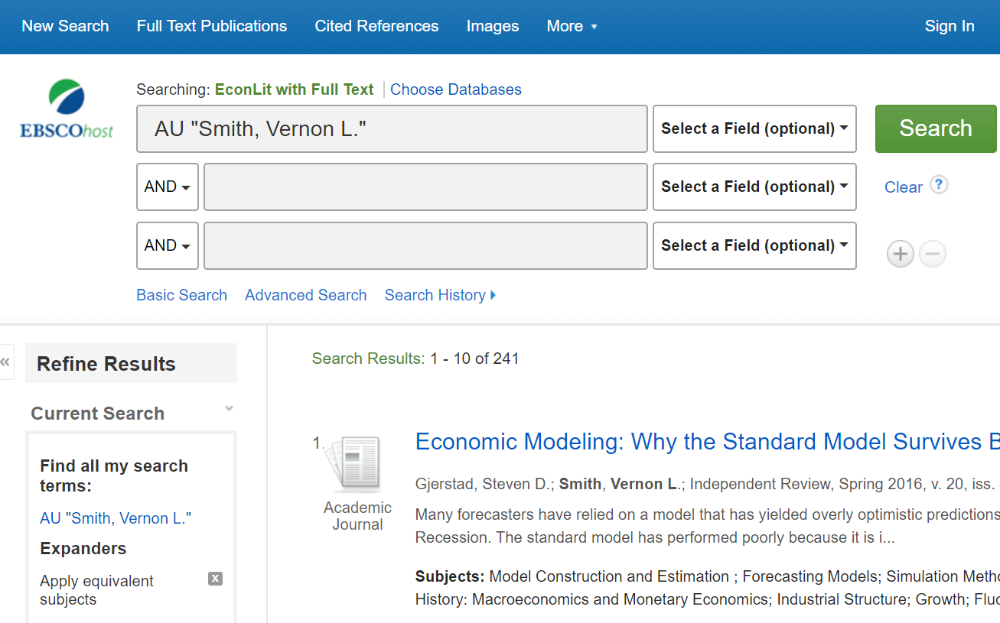 New Search Full Text Publications Cited References Images More Sign In
EBSCOhost
Searching: EconLit with Full Text Choose Databases
AU "Smith, Vernon L." Select a Field (optional) Search
AND Select a Field (optional) Clear ?
AND Select a Field (optional)
Basic Search Advanced Search Search History
«
Refine Results
Current Search
Find all my search
terms:
AU "Smith, Vernon L."
Expanders
Apply equivalent
subjects
x
Search Results: 1 - 10 of 241
1.
Academic
Journal
Economic Modeling: Why the Standard Model Survives B
Gjerstad, Steven D.; Smith, Vernon L.; Independent Review, Spring 2016, v. 20, iss.
Many forecasters have relied on a model that has yielded overly optimistic predictions
Recession. The standard model has performed poorly because it is i...
Subjects: Model Construction and Estimation ; Forecasting Models; Simulation Metho
History: Macroeconomics and Monetary Economics; Industrial Structure; Growth; Fluc